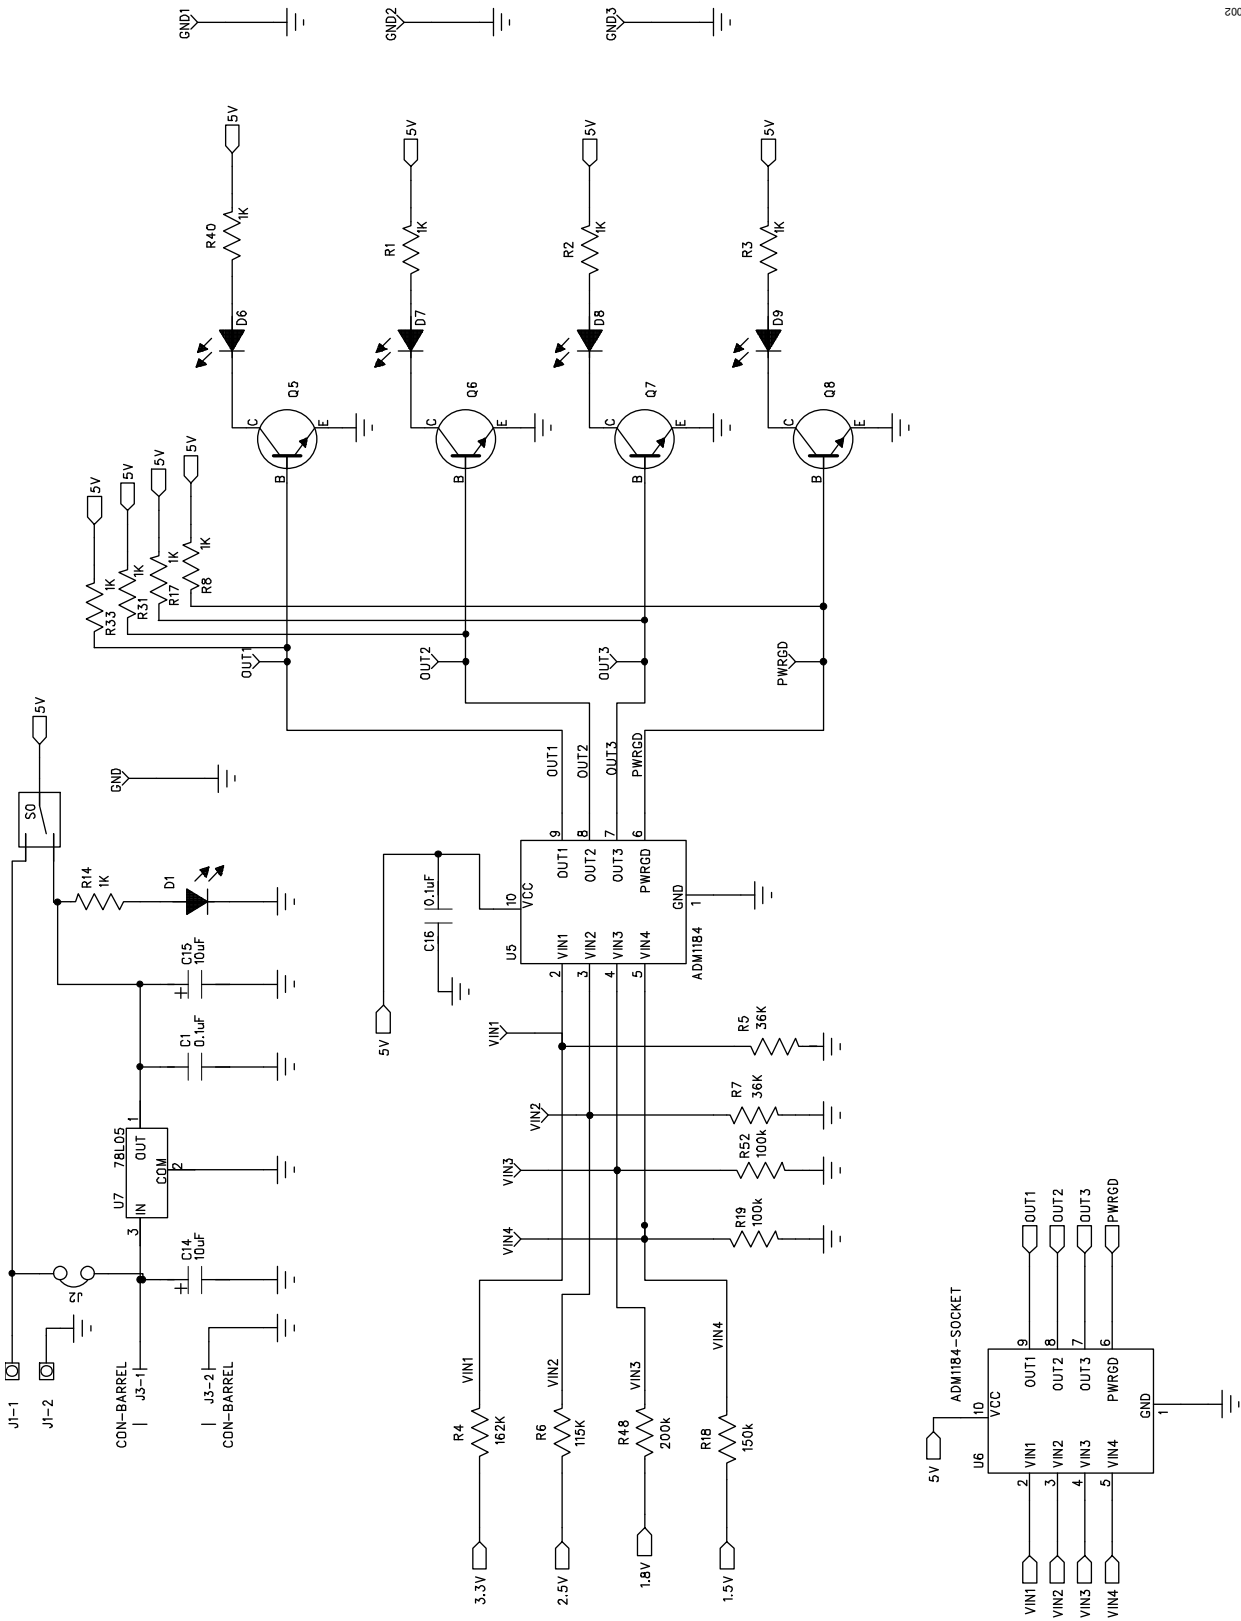 GND1
GND2
GND3
002
5V
R40
1K
D6
Q5
C
E
B
5V
R1
1K
D7
Q6
C
E
B
5V
R2
1K
D8
Q7
C
E
B
5V
R3
1K
D9
Q8
C
E
B
5V
1K
R33
5V
1K
R31
5V
1K
R17
5V
1K
R8
OUT1
OUT2
OUT3
PWRGD
5V
S0
GND
R14
1K
D1
C15
10uF
+
C1
0.1uF
78L05
U7
1
OUT
COM
2
IN
3
C14
10uF
+
J2
J1-1
J1-2
CON-BARREL
J3-1
J3-2
CON-BARREL
5V
C16
0.1uF
U5
10
VCC
OUT1
OUT2
OUT3
PWRGD
9
8
7
6
OUT1
OUT2
OUT3
PWRGD
GND
1
VIN1
VIN2
VIN3
VIN4
2
3
4
5
ADM1184
VIN1
VIN2
VIN3
VIN4
R5
36K
R7
36K
R52
100k
R19
100k
VIN1
R4
162K
3.3V
VIN2
R6
115K
2.5V
VIN3
R48
200k
1.8V
VIN4
R18
150k
1.5V
ADM1184-SOCKET
U6
5V
10
VCC
OUT1
OUT2
OUT3
PWRGD
9
8
7
6
OUT1
OUT2
OUT3
PWRGD
GND
1
VIN1
VIN2
VIN3
VIN4
2
3
4
5
VIN1
VIN2
VIN3
VIN4